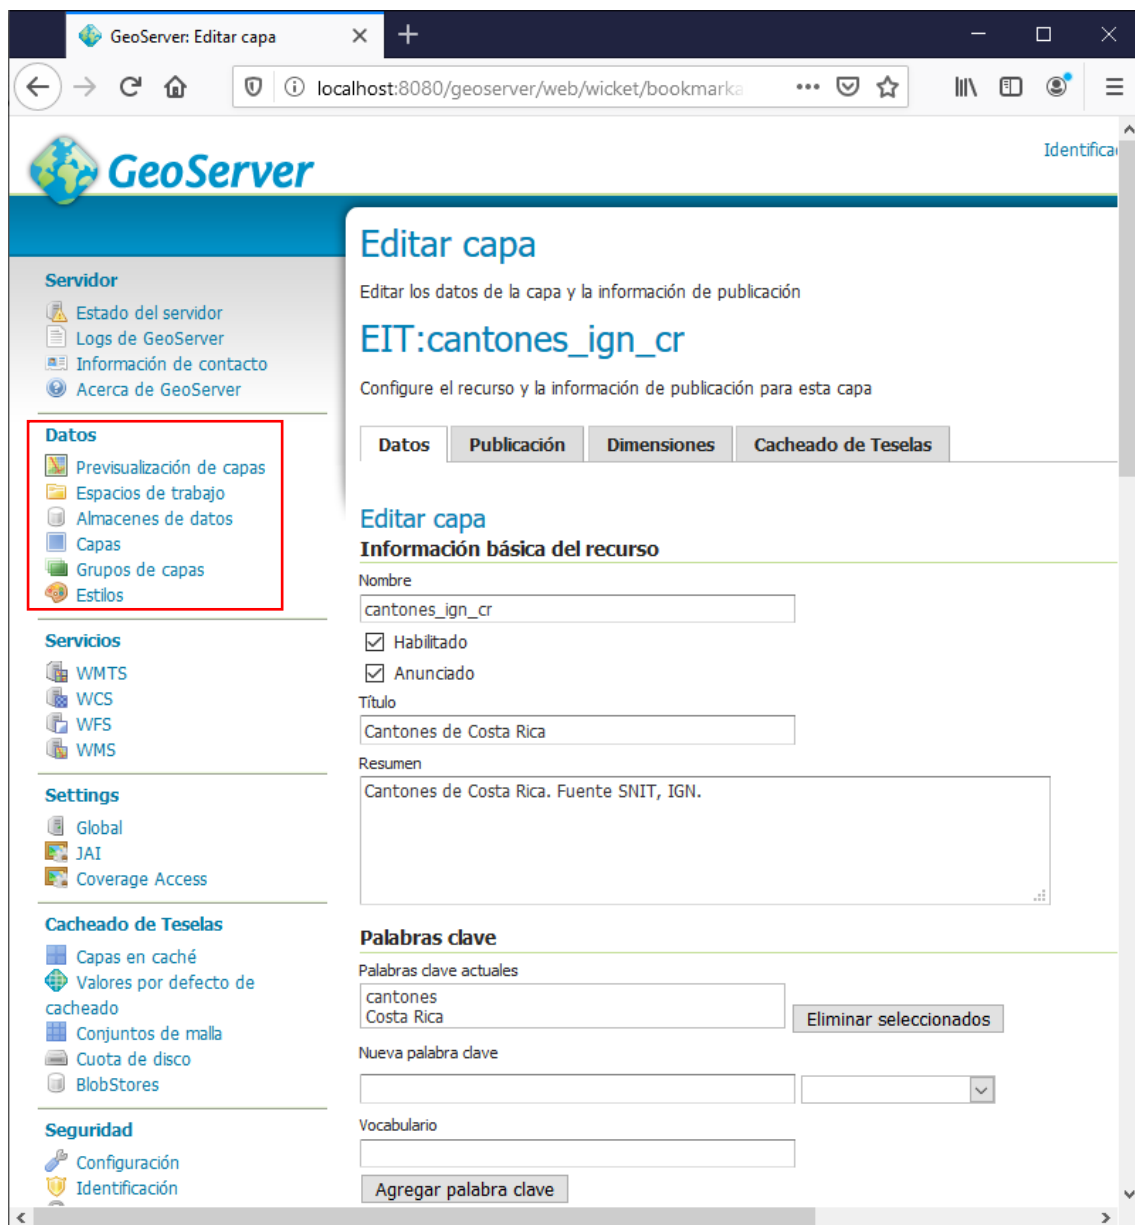 GeoServer: Editar capa
localhost:8080/geoserver/web/wicket/bookmarka
GeoServer
Servidor
Estado del servidor
Logs de GeoServer
Información de contacto
Acerca de GeoServer
Datos
Previsualización de capas
Espacios de trabajo
Almacenes de datos
Capas
Grupos de capas
Estilos
Servicios
WMTS
WCS
WFS
WMS
Settings
Global
JAI
Coverage Access
Cacheado de Teselas
Capas en caché
Valores por defecto de
cacheado
Conjuntos de malla
Cuota de disco
BlobStores
Seguridad
Configuración
Identificación
Editar capa
Editar los datos de la capa y la información de publicación
EIT:cantones_ign_cr
Configure el recurso y la información de publicación para esta capa
Datos Publicación Dimensiones Cacheado de Teselas
Editar capa
Información básica del recurso
Nombre
cantones_ign_cr
Habilitado
Anunciado
Título
Cantones de Costa Rica
Resumen
Cantones de Costa Rica. Fuente SNIT, IGN.
Palabras clave
Palabras clave actuales
cantones
Costa Rica
Eliminar seleccionados
Nueva palabra clave
Vocabulario
Agregar palabra clave